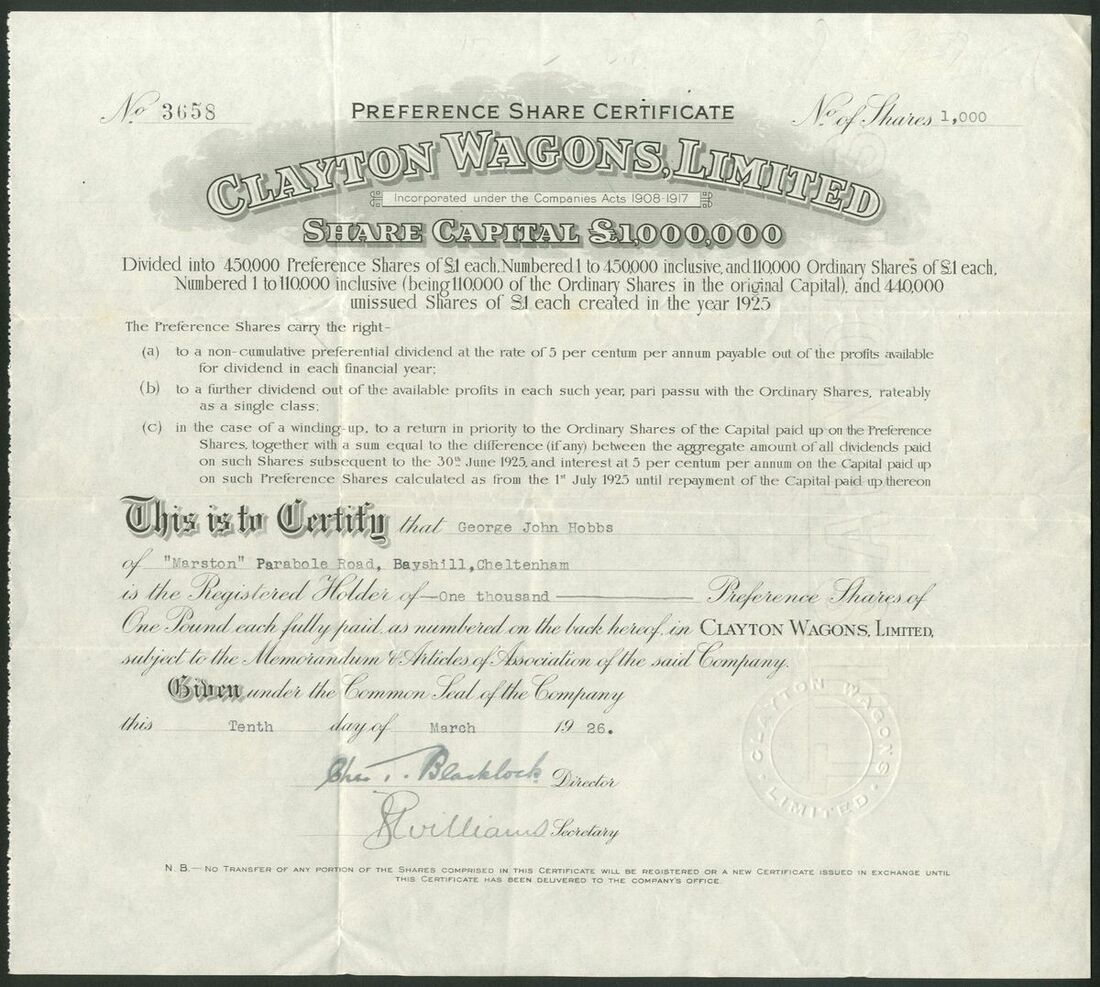 No 3658
PREFERENCE SHARE CERTIFICATE
No. of Shares 1,000
CLAYTON WAGONS, LIMITED
Incorporated under the Companies Acts 1908-1917
SHARE CAPITAL £1,000,000
Divided into 450,000 Preference Shares of £1 each, Numbered 1 to 450,000 inclusive, and 110,000 Ordinary Shares of £1 each,
Numbered 1 to 110,000 inclusive (being 110,000 of the Ordinary Shares in the original Capital), and 440,000
unissued Shares of £1 each created in the year 1925
The Preference Shares carry the right-
(a) to a non-cumulative preferential dividend at the rate of 5 per centum per annum payable out of the profits available
for dividend in each financial year;
(b) to a further dividend out of the available profits in each such year, pari passu with the Ordinary Shares, rateably
as a single class;
(c) in the case of a winding-up, to a return in priority to the Ordinary Shares of the Capital paid up on the Preference
Shares, together with a sum equal to the difference (if any) between the aggregate amount of all dividends paid
on such Shares subsequent to the 30th June 1925, and interest at 5 per centum per annum on the Capital paid up
on such Preference Shares calculated as from the 1st July 1925 until repayment of the Capital paid up thereon
This is to Certify that George John Hobbs
of "Marston" Parabole Road, Bayshill, Cheltenham
is the Registered Holder of—One thousand — Preference Shares of
One Pound each fully paid, as numbered on the back hereof, in CLAYTON WAGONS, LIMITED,
subject to the Memorandum & Articles of Association of the said Company.
Given under the Common Seal of the Company
this Tenth day of March 1926.
Chas T. Blacklock Director
Williams Secretary
CLAYTON WAGONS
LIMITED
N.B.—NO TRANSFER OF ANY PORTION OF THE SHARES COMPRISED IN THIS CERTIFICATE WILL BE REGISTERED OR A NEW CERTIFICATE ISSUED IN EXCHANGE UNTIL
THIS CERTIFICATE HAS BEEN DELIVERED TO THE COMPANY'S OFFICE.